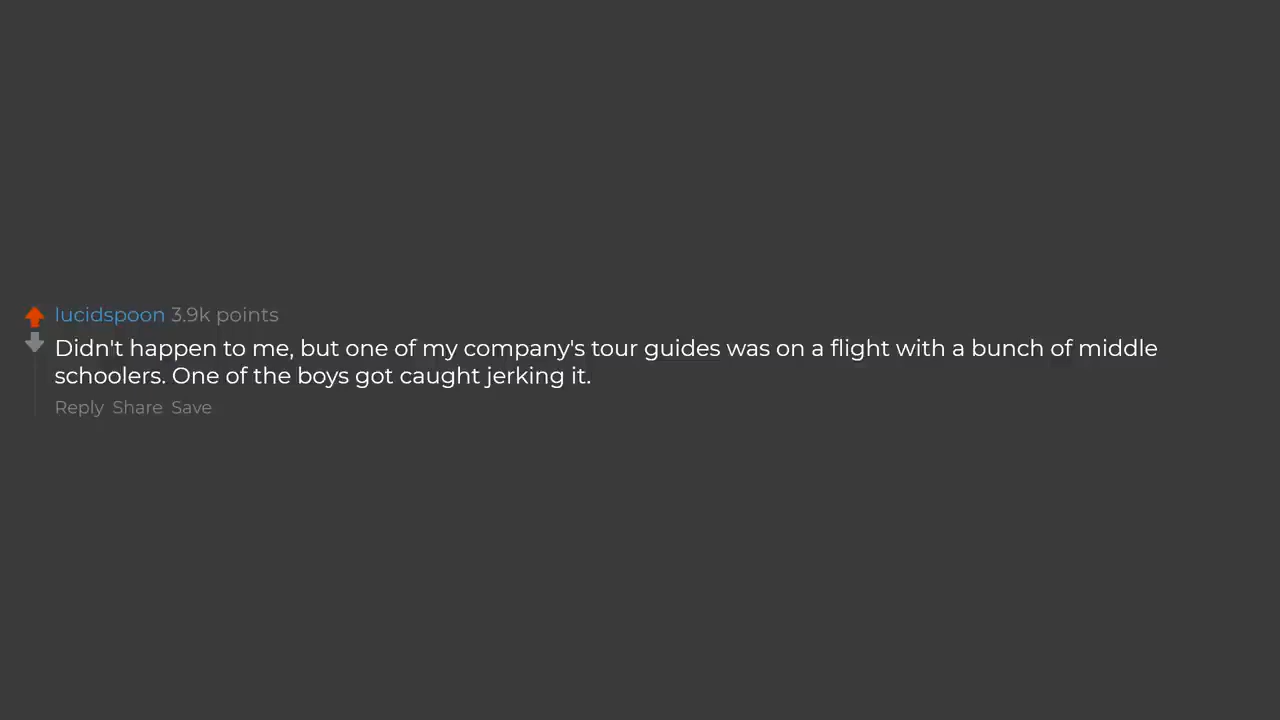 lucidspoon 3.9k points
Didn't happen to me, but one of my company's tour guides was on a flight with a bunch of middle
schoolers. One of the boys got caught jerking it.
Reply Share Save